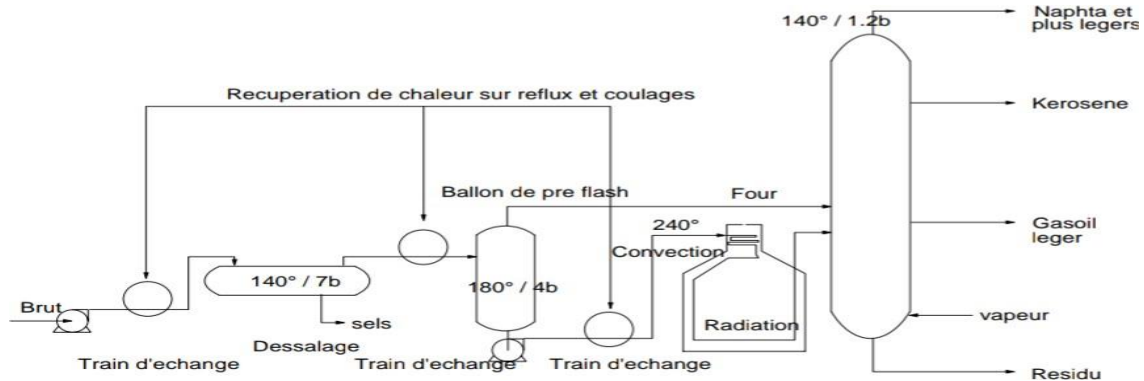 140° / 1.2b
Naphta et
plus legers
Recuperation de chaleur sur reflux et coulages
Kerosene
Ballon de pre flash
Four
240°
Convection
Gasoil
leger
140° / 7b
180° / 4b
Brut
sels
Radiation
vapeur
Dessalage
Train d'echange
Train d'echange
Train d'echange
Residu